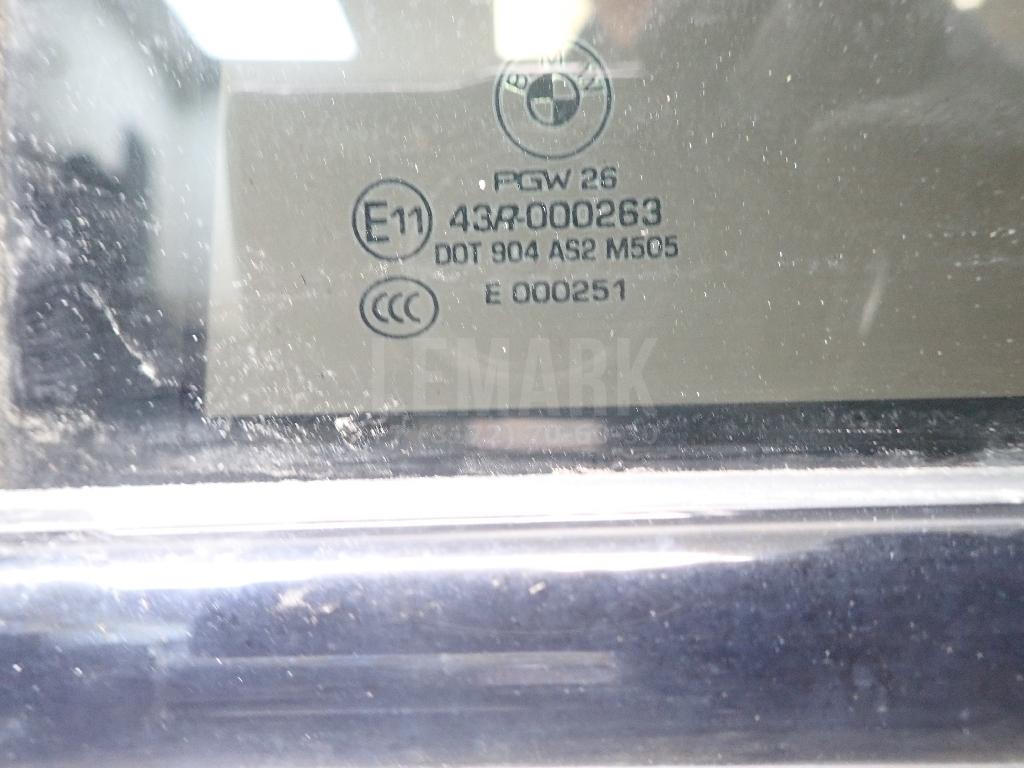 BMW
PGW 26
E11 43R-000263
DOT 904 AS2 M505
CCC E 000251
LEMARK